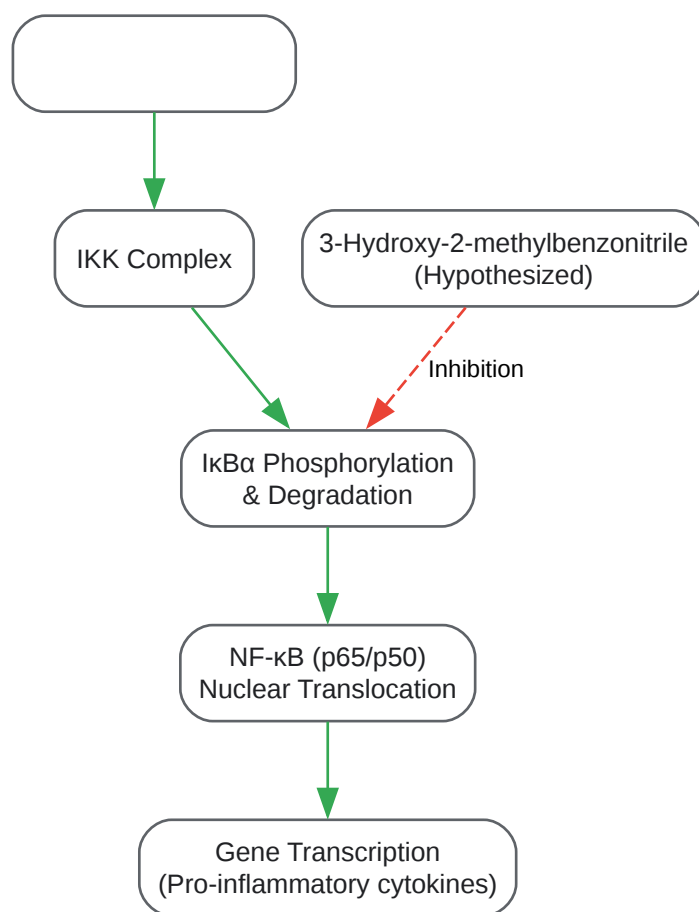 IKK Complex
3-Hydroxy-2-methylbenzonitrile
(Hypothesized)
Inhibition
IκBα Phosphorylation
& Degradation
NF-κB (p65/p50)
Nuclear Translocation
Gene Transcription
(Pro-inflammatory cytokines)